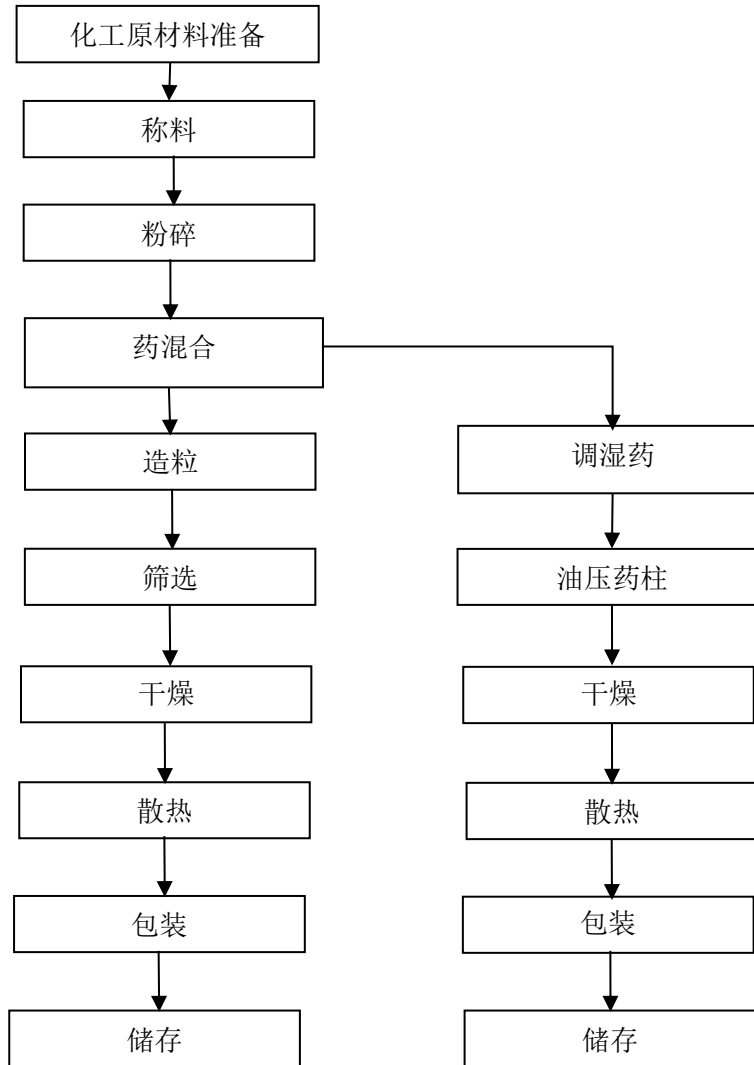 化工原材料准备
称料
粉碎
药混合
造粒
筛选
干燥
散热
包装
储存
调湿药
油压药柱
干燥
散热
包装
储存